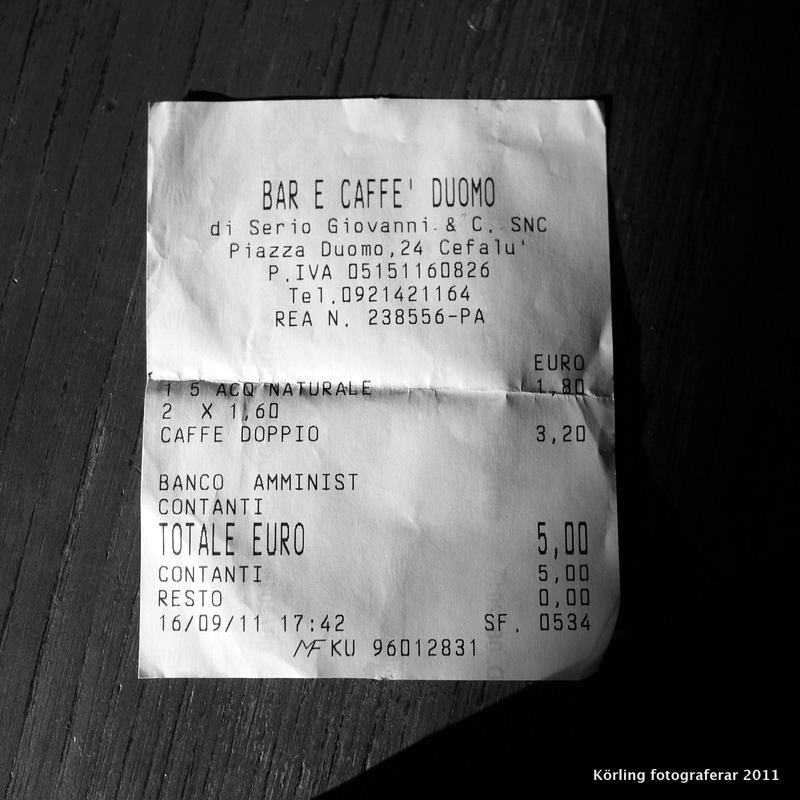 BAR E CAFFE' DUOMO
di Serio Giovanni & C. SNC
Piazza Duomo,24 Cefalu'
P.IVA 05151160826
Tel.0921421164
REA N. 238556-PA
EURO
1 5 ACQ NATURALE 1,80
2 X 1,60
CAFFE DOPPIO 3,20
BANCO AMMINIST
CONTANTI
TOTALE EURO 5,00
CONTANTI 5,00
RESTO 0,00
16/09/11 17:42 SF. 0534
MF KU 96012831
Körling fotograferar 2011